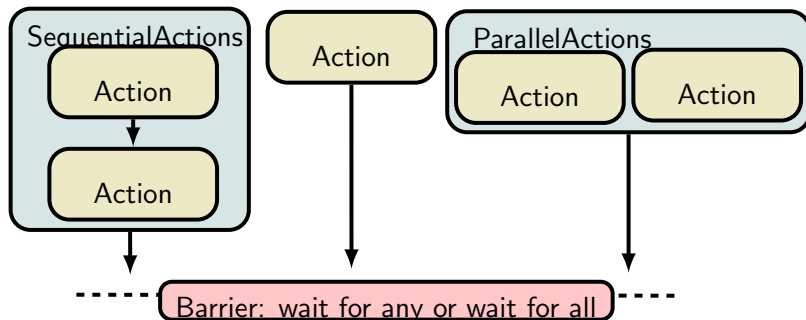 SequentialActions
Action
Action
Action
ParallelActions
Action
Action
Barrier: wait for any or wait for all